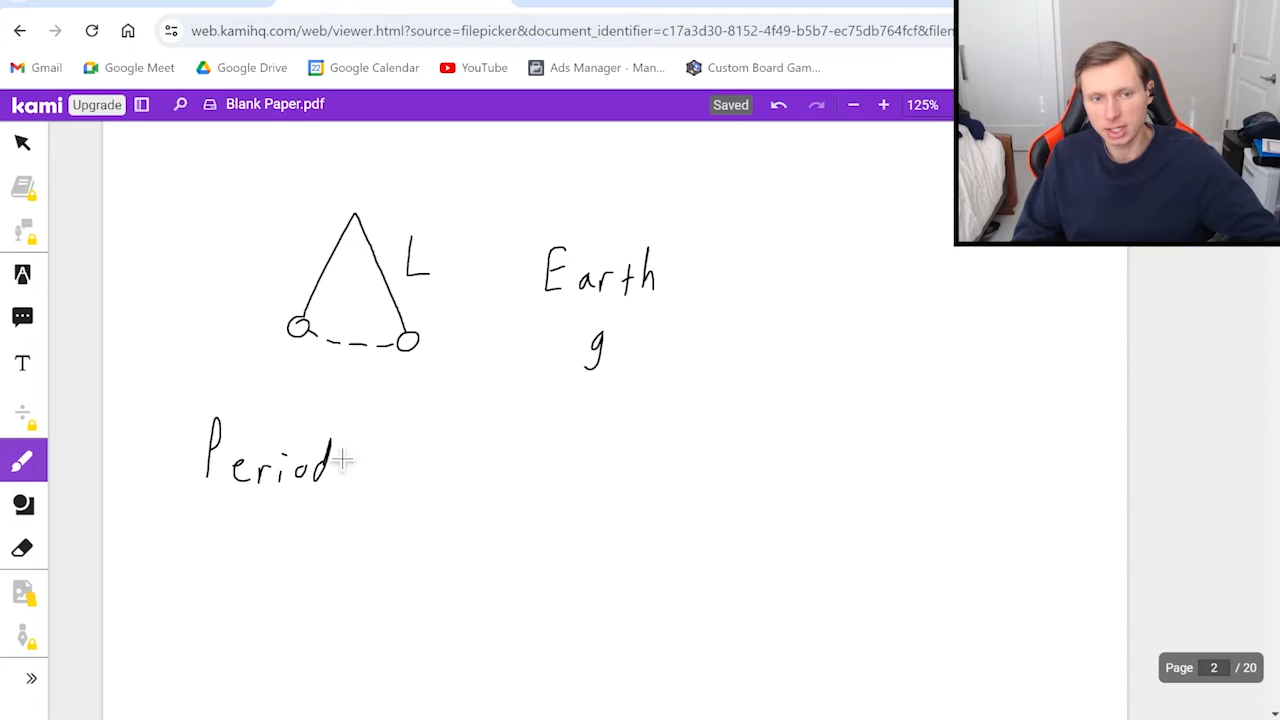 web.kamihq.com/web/viewer.html?source=filepicker&document_identifier=c17a3d30-8152-4f49-b5b7-ec75db764fcf&filen
Gmail
Google Meet
Google Drive
22
Google Calendar
YouTube
Ads Manager - Man...
Custom Board Gam...
kami
Upgrade
Blank Paper.pdf
Saved
125%
A
T
L
Earth
g
Period
Page 2 / 20